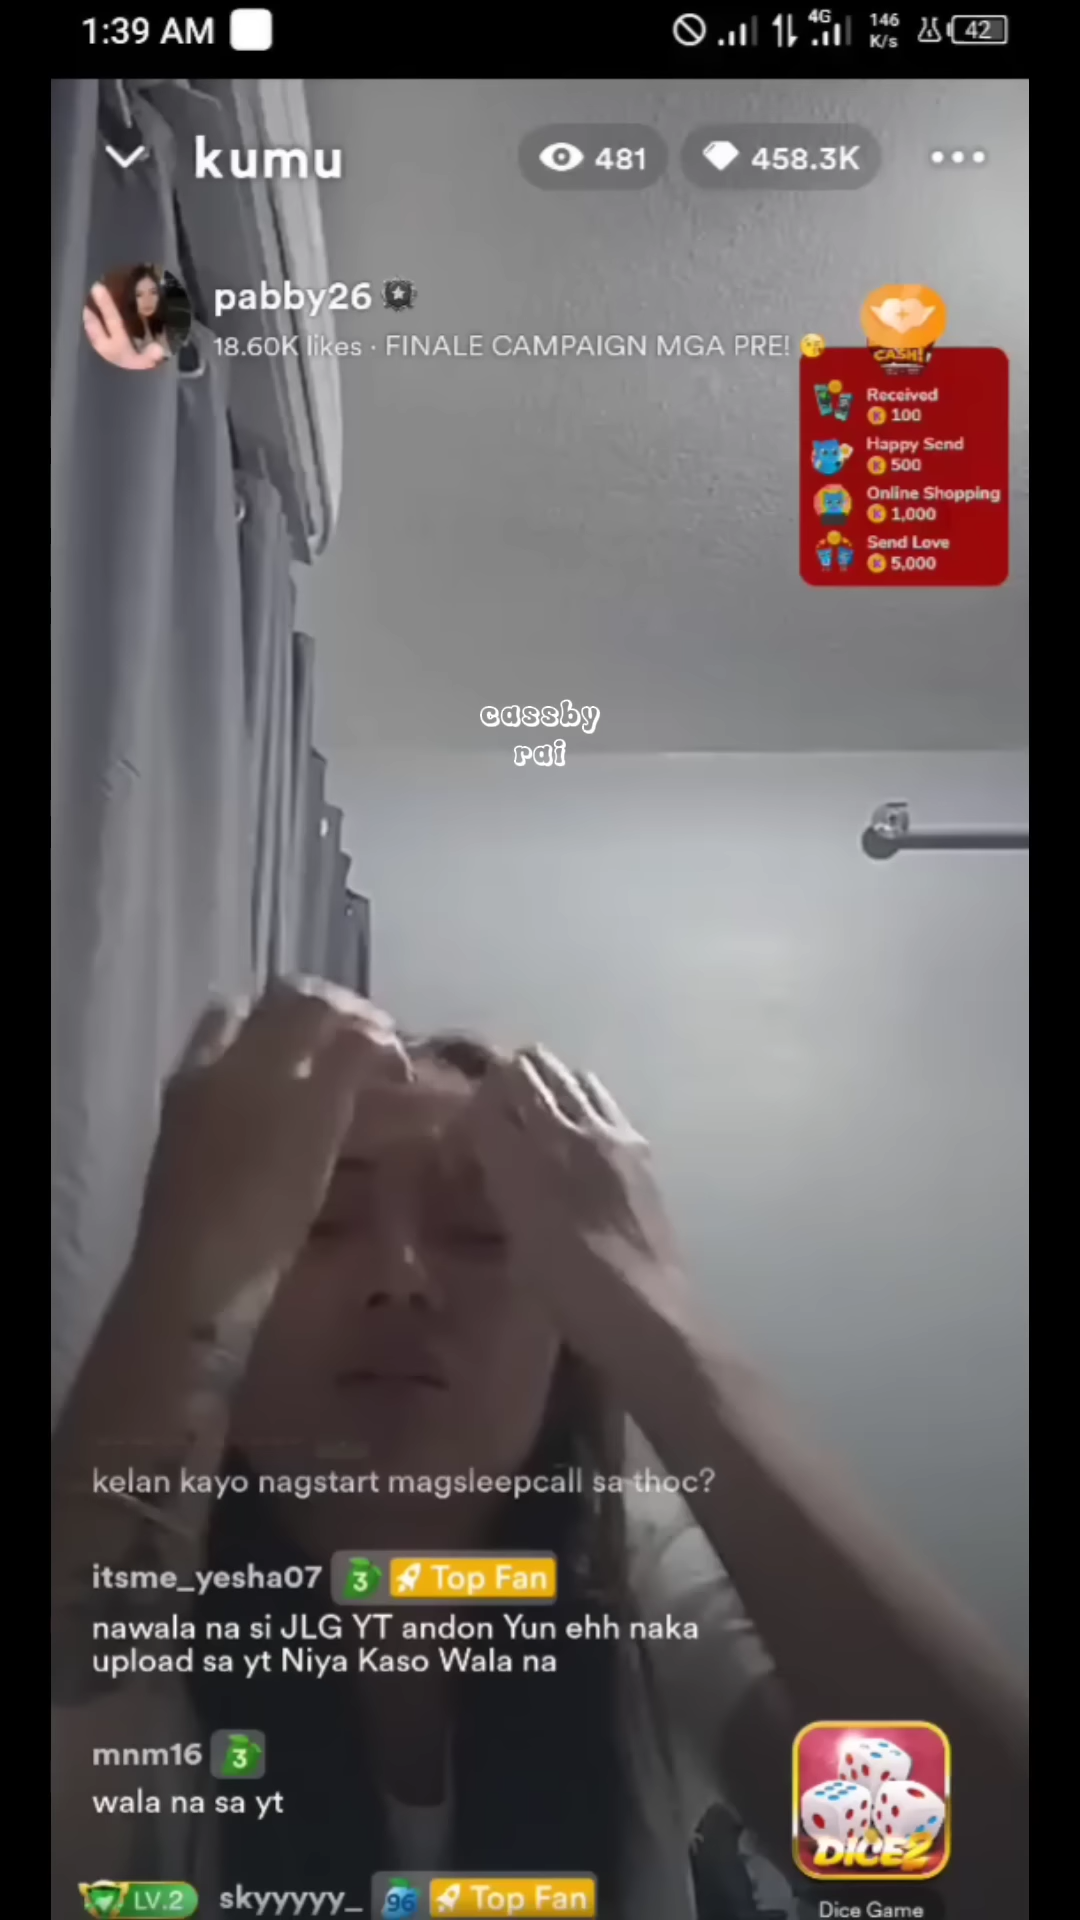 1:39 AM
4G
146
K/s
42
kumu
481
458.3K
pabby26
18.60K likes · FINALE CAMPAIGN MGA PRE! 😘
CASH!
Received
100
Happy Send
500
Online Shopping
1,000
Send Love
5,000
cassby
rai
kelan kayo nagstart magsleepcall sa thoc?
itsme_yesha07 3 Top Fan
nawala na si JLG YT andon Yun ehh naka
upload sa yt Niya Kaso Wala na
mnm16 3
wala na sa yt
DICE2
LV.2 skyyyyy_ 96 Top Fan
Dice Game